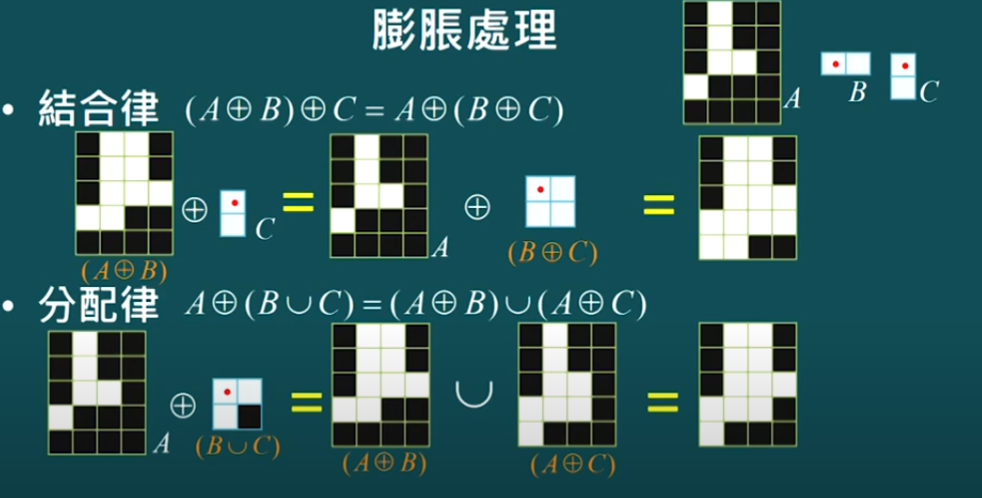 膨脹處理
A B C
• 結合律 (A⊕B)⊕C = A⊕(B⊕C)
⊕ C = A ⊕ =
(A⊕B) (B⊕C)
• 分配律 A⊕(B∪C)=(A⊕B)∪(A⊕C)
A ⊕ = ∪ =
(B∪C) (A⊕B) (A⊕C)